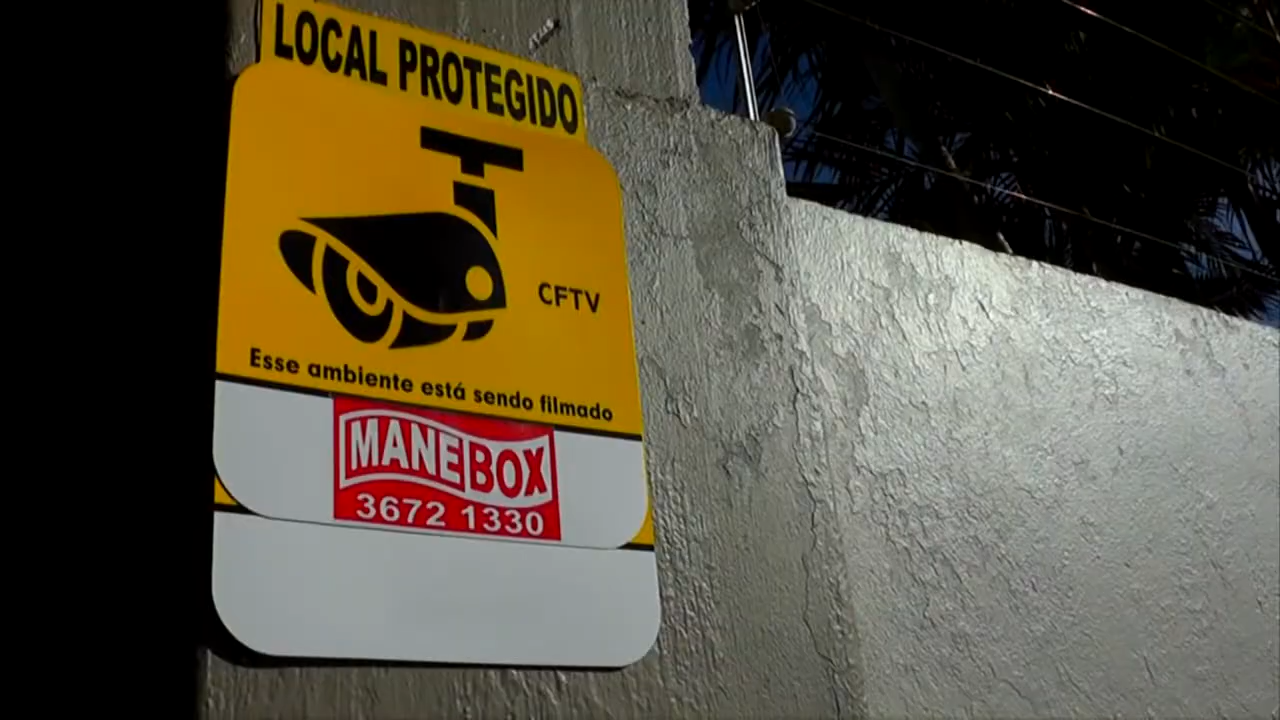 LOCAL PROTEGIDO
CFTV
Esse ambiente está sendo filmado
MANEBOX
3672 1330